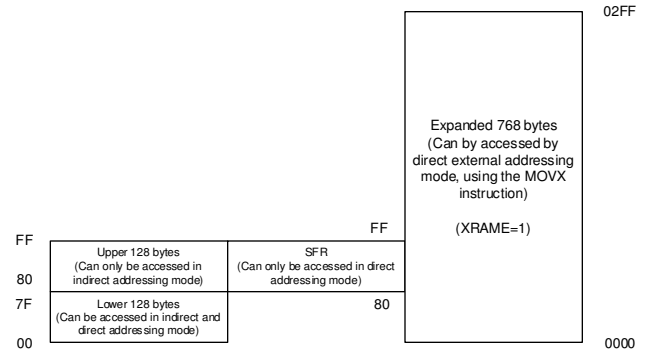 02FF
Expanded 768 bytes
(Can by accessed by
direct external addressing
mode, using the MOVX
instruction)
(XRAME=1)
FF
FF
Upper 128 bytes
(Can only be accessed in
indirect addressing mode)
SFR
(Can only be accessed in direct
addressing mode)
80
7F
Lower 128 bytes
(Can be accessed in indirect and
direct addressing mode)
80
00
0000